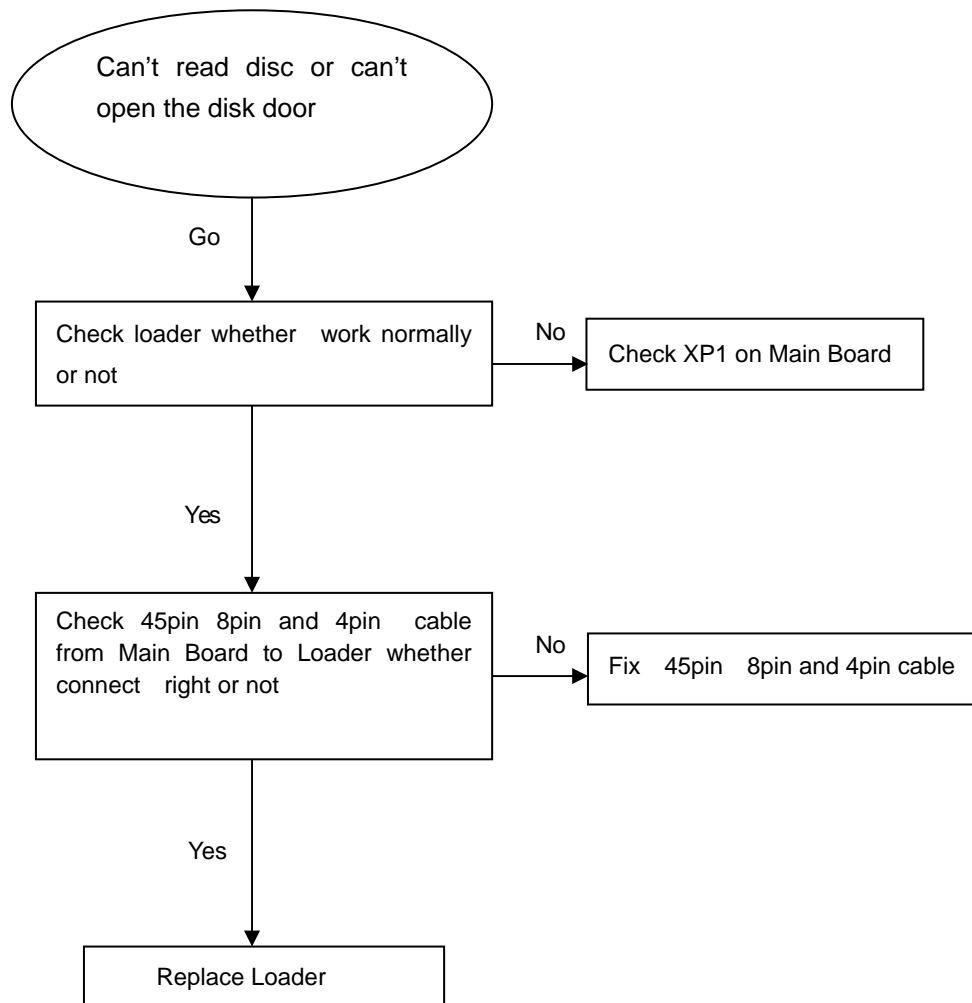 Can't read disc or can't
open the disk door
Go
Check loader whether work normally
or not
No
Check XP1 on Main Board
Yes
Check 45pin 8pin and 4pin cable
from Main Board to Loader whether
connect right or not
No
Fix 45pin 8pin and 4pin cable
Yes
Replace Loader